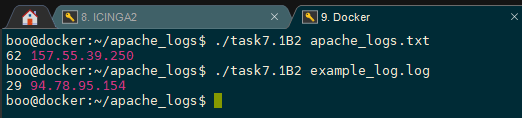 8. ICINGA2
9. Docker
boo@docker:~/apache_logs$ ./task7.1B2 apache_logs.txt
62 157.55.39.250
boo@docker:~/apache_logs$ ./task7.1B2 example_log.log
29 94.78.95.154
boo@docker:~/apache_logs$